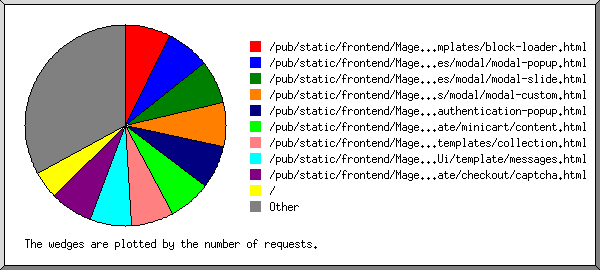 /pub/static/frontend/Mage...mplates/block-loader.html
/pub/static/frontend/Mage...es/modal/modal-popup.html
/pub/static/frontend/Mage...es/modal/modal-slide.html
/pub/static/frontend/Mage...s/modal/modal-custom.html
/pub/static/frontend/Mage...authentication-popup.html
/pub/static/frontend/Mage...ate/minicart/content.html
/pub/static/frontend/Mage...templates/collection.html
/pub/static/frontend/Mage...Ui/template/messages.html
/pub/static/frontend/Mage...ate/checkout/captcha.html
/
Other
The wedges are plotted by the number of requests.